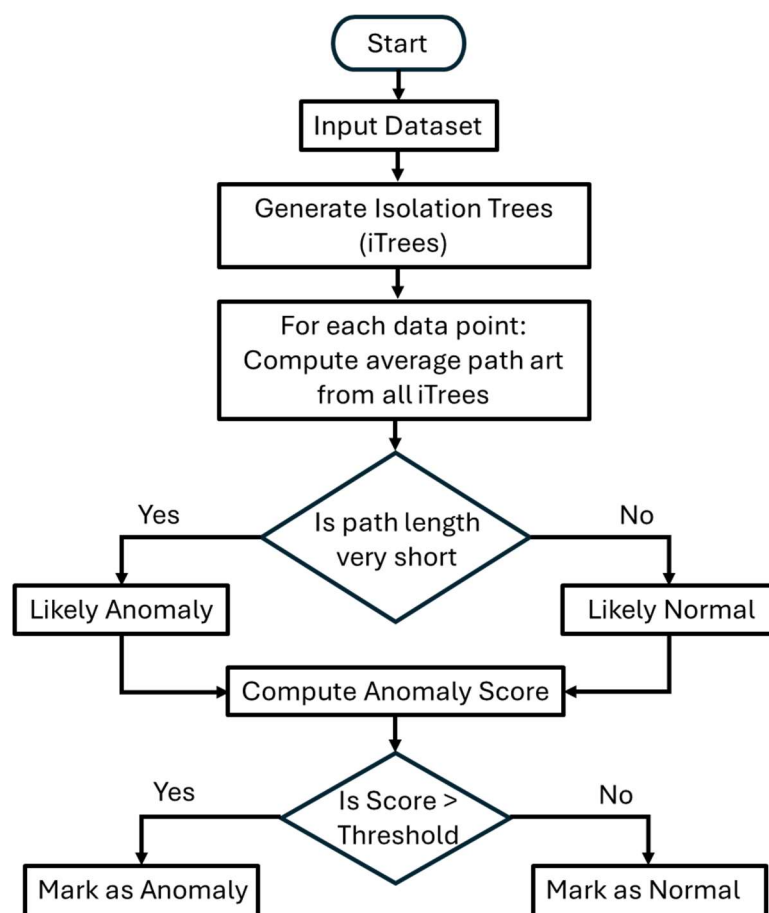 Start
Input Dataset
Generate Isolation Trees
(iTrees)
For each data point:
Compute average path art
from all iTrees
Is path length
very short
Yes
No
Likely Anomaly
Likely Normal
Compute Anomaly Score
Is Score >
Threshold
Yes
No
Mark as Anomaly
Mark as Normal